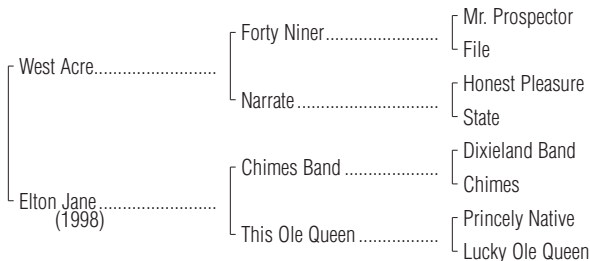 Mr. Prospector
Forty Niner
File
West Acre
Honest Pleasure
Narrate
State
Dixieland Band
Chimes Band
Chimes
Elton Jane
(1998)
Princely Native
This Ole Queen
Lucky Ole Queen